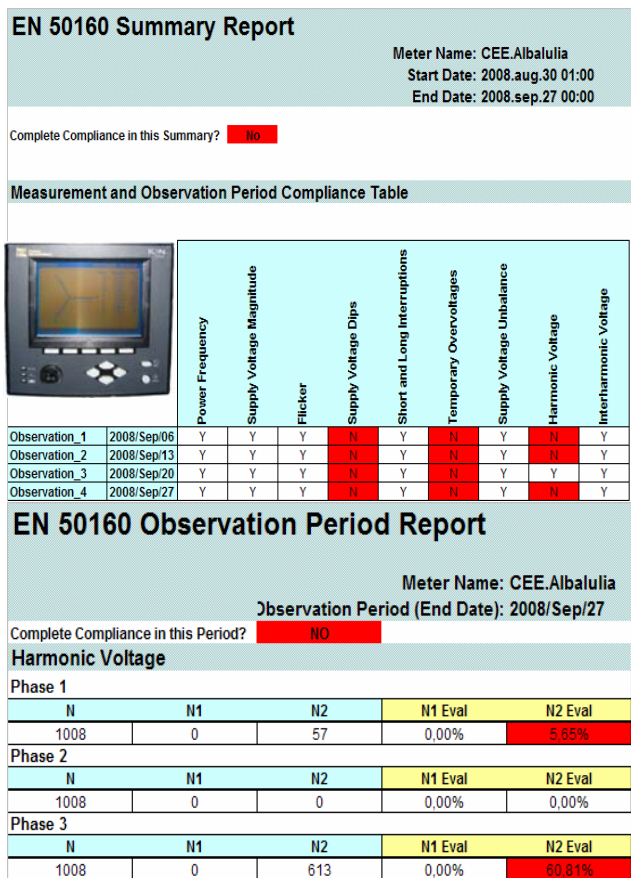 EN 50160 Summary Report
Meter Name: CEE.Albalulia
Start Date: 2008.aug.30 01:00
End Date: 2008.sep.27 00:00
Complete Compliance in this Summary? No
Measurement and Observation Period Compliance Table
Power Frequency
Supply Voltage Magnitude
Flicker
Supply Voltage Dips
Short and Long Interruptions
Temporary Overvoltages
Supply Voltage Unbalance
Harmonic Voltage
Interharmonic Voltage
Observation_1 2008/Sep/06 Y Y Y N Y N Y N Y
Observation_2 2008/Sep/13 Y Y Y N Y N Y N Y
Observation_3 2008/Sep/20 Y Y Y N Y N Y Y Y
Observation_4 2008/Sep/27 Y Y Y N Y N Y N Y
EN 50160 Observation Period Report
Meter Name: CEE.Albalulia
Observation Period (End Date): 2008/Sep/27
Complete Compliance in this Period? NO
Harmonic Voltage
Phase 1
N N1 N2 N1 Eval N2 Eval
1008 0 57 0,00% 5,65%
Phase 2
N N1 N2 N1 Eval N2 Eval
1008 0 0 0,00% 0,00%
Phase 3
N N1 N2 N1 Eval N2 Eval
1008 0 613 0,00% 60,81%